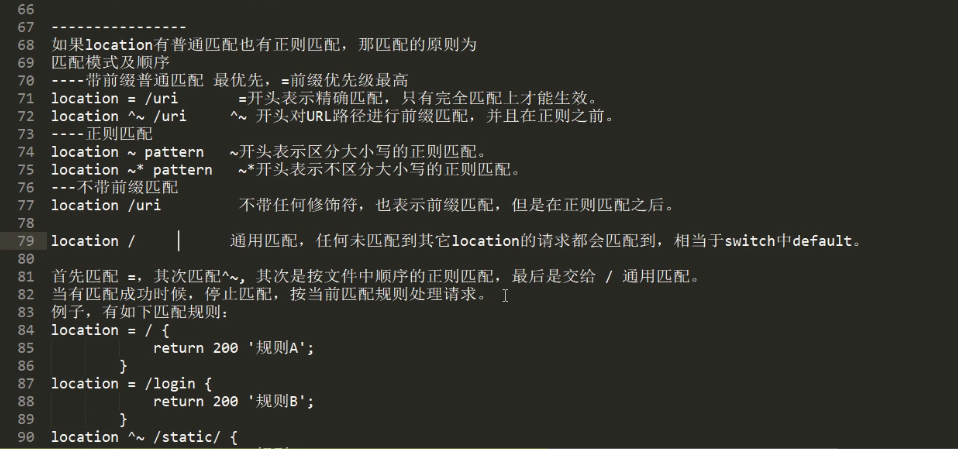 66
67 ----------------
68 如果location有普通匹配也有正则匹配，那匹配的原则为
69 匹配模式及顺序
70 ----带前缀普通匹配 最优先，=前缀优先级最高
71 location = /uri =开头表示精确匹配，只有完全匹配上才能生效。
72 location ^~ /uri ^~ 开头对URL路径进行前缀匹配，并且在正则之前。
73 ----正则匹配
74 location ~ pattern ~开头表示区分大小写的正则匹配。
75 location ~* pattern ~*开头表示不区分大小写的正则匹配。
76 ---不带前缀匹配
77 location /uri 不带任何修饰符，也表示前缀匹配，但是在正则匹配之后。
78
79 location / 通用匹配，任何未匹配到其它location的请求都会匹配到，相当于switch中default。
80
81 首先匹配 =，其次匹配^~, 其次是按文件中顺序的正则匹配，最后是交给 / 通用匹配。
82 当有匹配成功时候，停止匹配，按当前匹配规则处理请求。
83 例子，有如下匹配规则：
84 location = / {
85 return 200 '规则A';
86 }
87 location = /login {
88 return 200 '规则B';
89 }
90 location ^~ /static/ {